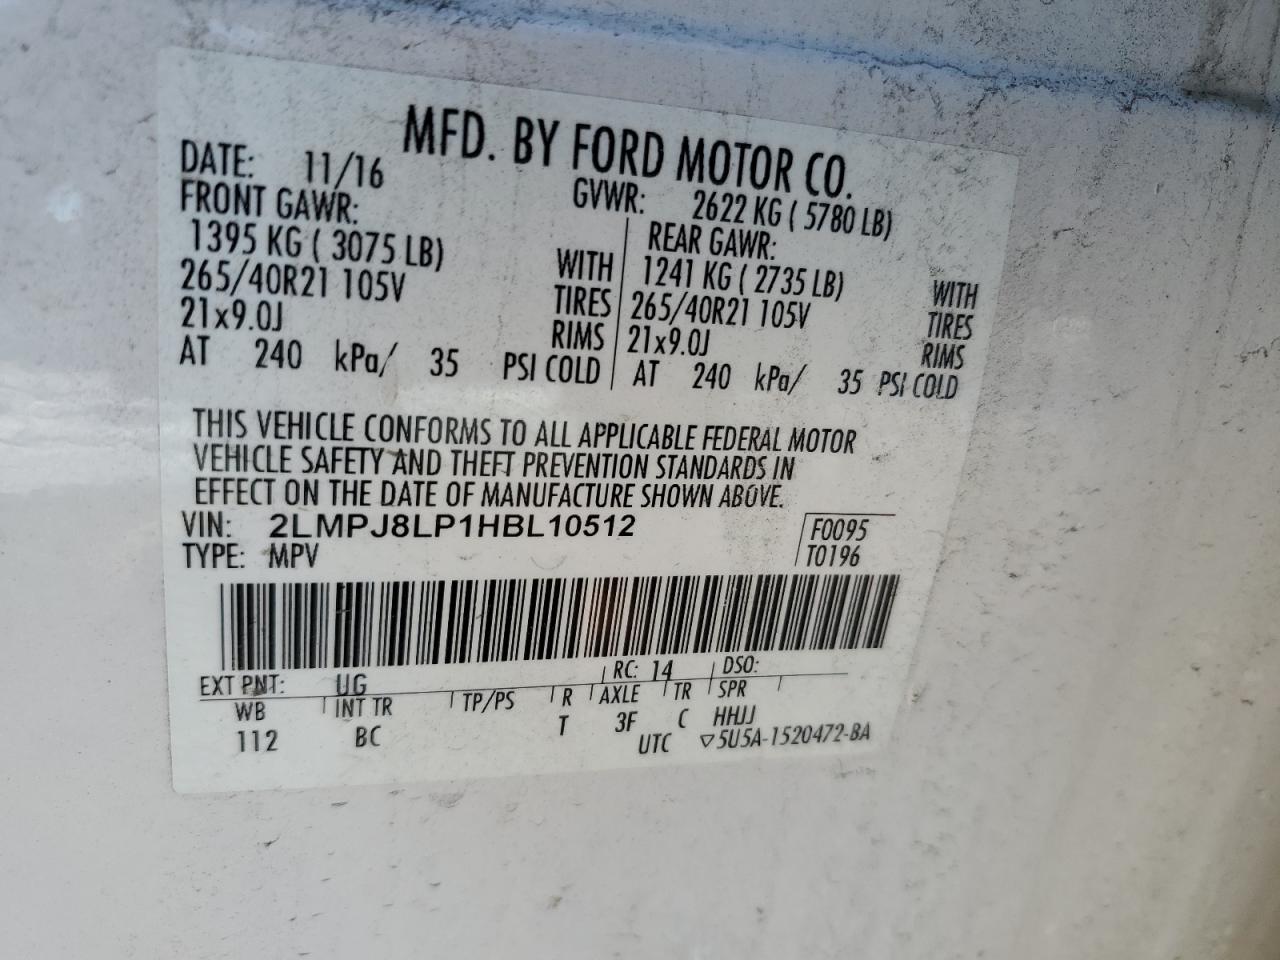 MFD. BY FORD MOTOR CO.
DATE: 11/16 GVWR: 2622 KG ( 5780 LB)
FRONT GAWR: REAR GAWR:
1395 KG ( 3075 LB) WITH 1241 KG ( 2735 LB) WITH
265/40R21 105V TIRES 265/40R21 105V TIRES
21x9.0J RIMS 21x9.0J RIMS
AT 240 kPa/ 35 PSI COLD AT 240 kPa/ 35 PSI COLD
THIS VEHICLE CONFORMS TO ALL APPLICABLE FEDERAL MOTOR
VEHICLE SAFETY AND THEFT PREVENTION STANDARDS IN
EFFECT ON THE DATE OF MANUFACTURE SHOWN ABOVE.
VIN: 2LMPJ8LP1HBL10512 F0095
TYPE: MPV T0196
EXT PNT: UG RC: 14 DSO:
WB INT TR TP/PS R AXLE TR SPR
112 BC T 3F C HHJJ
UTC ▽5U5A-1520472-BA